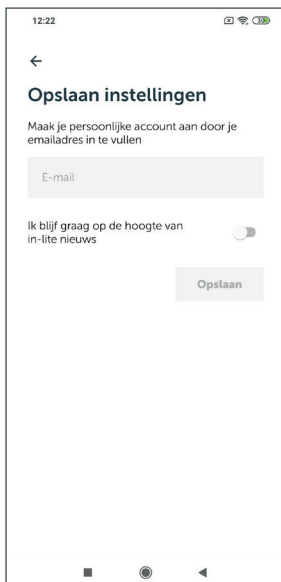 12:22
Opslaan instellingen
Maak je persoonlijke account aan door je
emailadres in te vullen
E-mail
Ik blijf graag op de hoogte van
in-lite nieuws
Opslaan